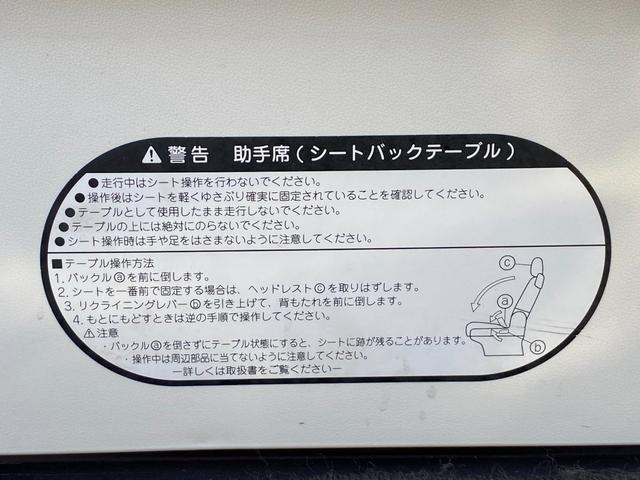 ⚠ 警告 助手席(シートバックテーブル)
●走行中はシート操作を行わないでください。
●操作後はシートを軽くゆさぶり確実に固定されていることを確認してください。
●テーブルとして使用したまま走行しないでください。
●テーブルの上には絶対にのらないでください。
●シート操作時は手や足をはさまないように注意してください。
■テーブル操作方法
1. バックルⓐを前に倒します。
2. シートを一番前で固定する場合は、ヘッドレストⓒを取りはずします。
3. リクライニングレバーⓑを引き上げて、背もたれを前に倒します。
4. もとにもどすときは逆の手順で操作してください。
⚠注意
・バックルⓐを倒さずにテーブル状態にすると、シートに跡が残ることがあります。
・操作中は周辺部品に当てないように注意してください。
ー詳しくは取扱書をご覧くださいー
ⓒ
ⓐ
ⓑ